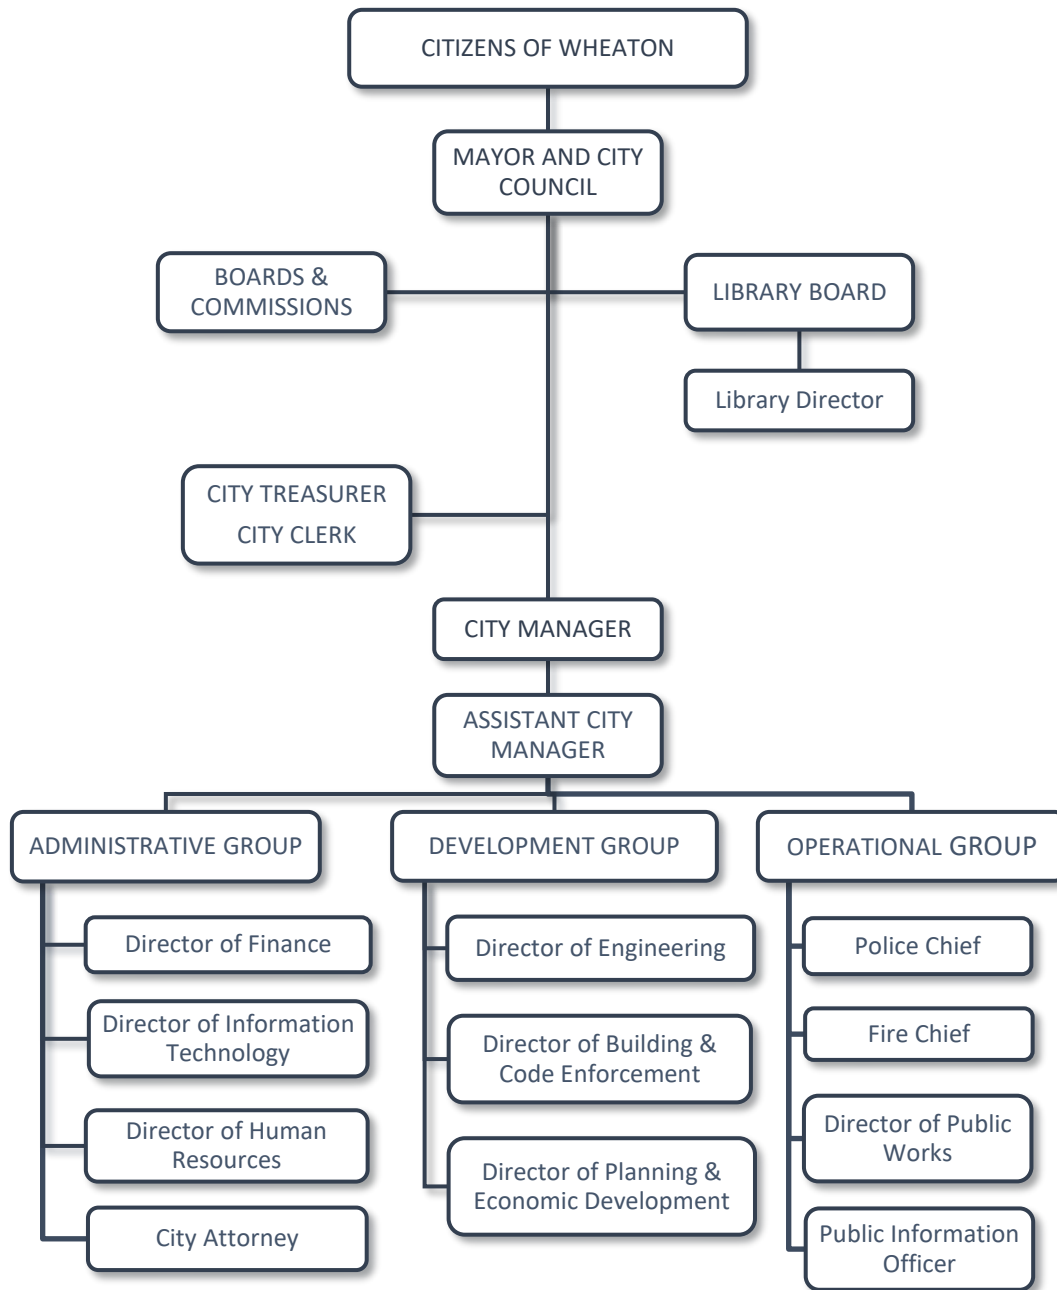 CITIZENS OF WHEATON
MAYOR AND CITY
COUNCIL
BOARDS &
COMMISSIONS
LIBRARY BOARD
Library Director
CITY TREASURER
CITY CLERK
CITY MANAGER
ASSISTANT CITY
MANAGER
ADMINISTRATIVE GROUP
Director of Finance
Director of Information
Technology
Director of Human
Resources
City Attorney
DEVELOPMENT GROUP
Director of Engineering
Director of Building &
Code Enforcement
Director of Planning &
Economic Development
OPERATIONAL GROUP
Police Chief
Fire Chief
Director of Public
Works
Public Information
Officer